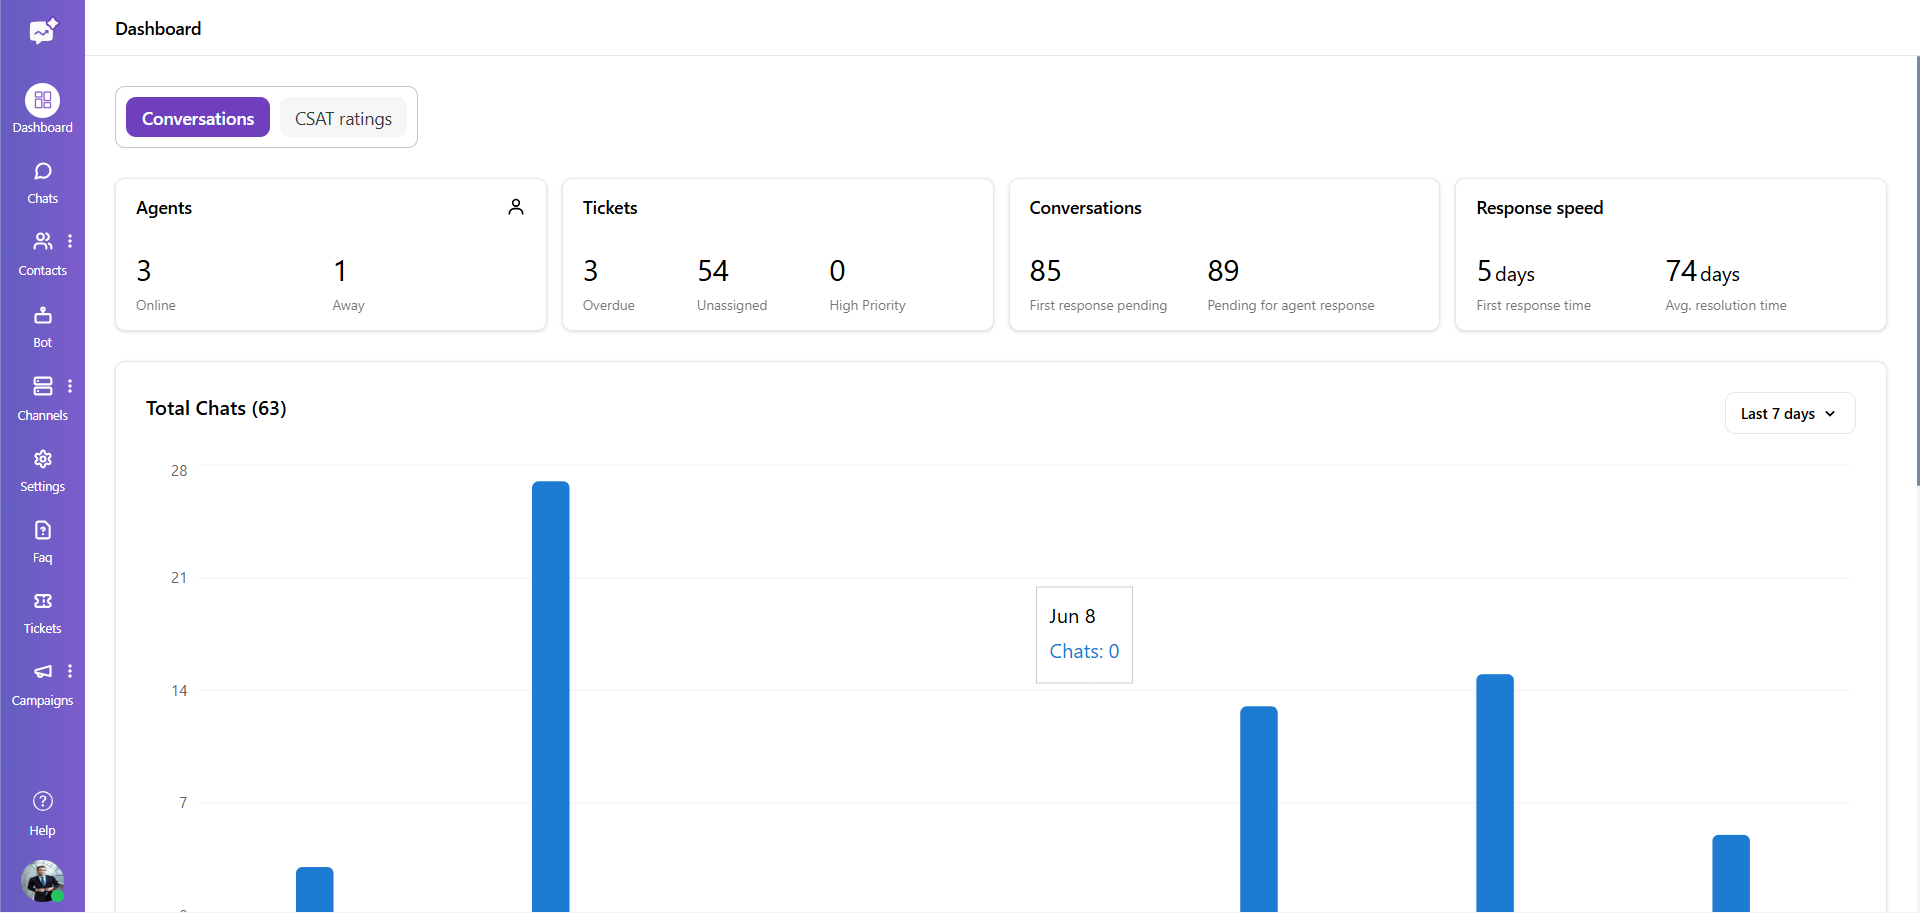 Dashboard
Dashboard
Chats
Contacts
Bot
Channels
Settings
Faq
Tickets
Campaigns
Help
Conversations
CSAT ratings
Agents
3
Online
1
Away
Tickets
3
Overdue
54
Unassigned
0
High Priority
Conversations
85
First response pending
89
Pending for agent response
Response speed
5 days
First response time
74 days
Avg. resolution time
Total Chats (63)
Last 7 days
28
21
14
7
Jun 8
Chats: 0